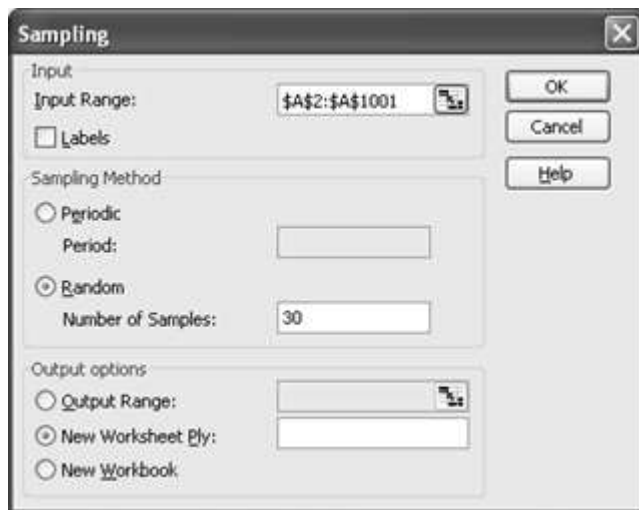 Sampling
Input
Input Range: $A$2:$A$1001
Labels
OK
Cancel
Help
Sampling Method
Periodic
Period:
Random
Number of Samples: 30
Output options
Output Range:
New Worksheet Ply:
New Workbook